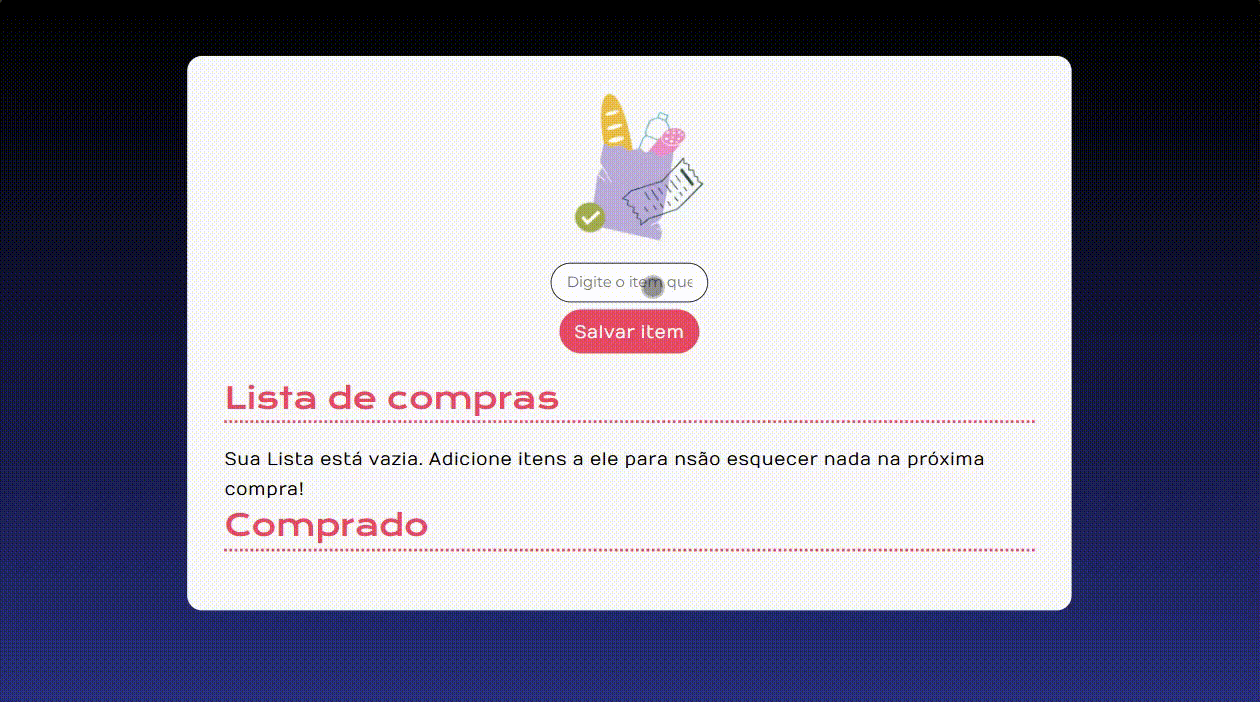 Digite o item que
Salvar item
Lista de compras
Sua Lista está vazia. Adicione itens a ele para nsão esquecer nada na próxima
compra!
Comprado